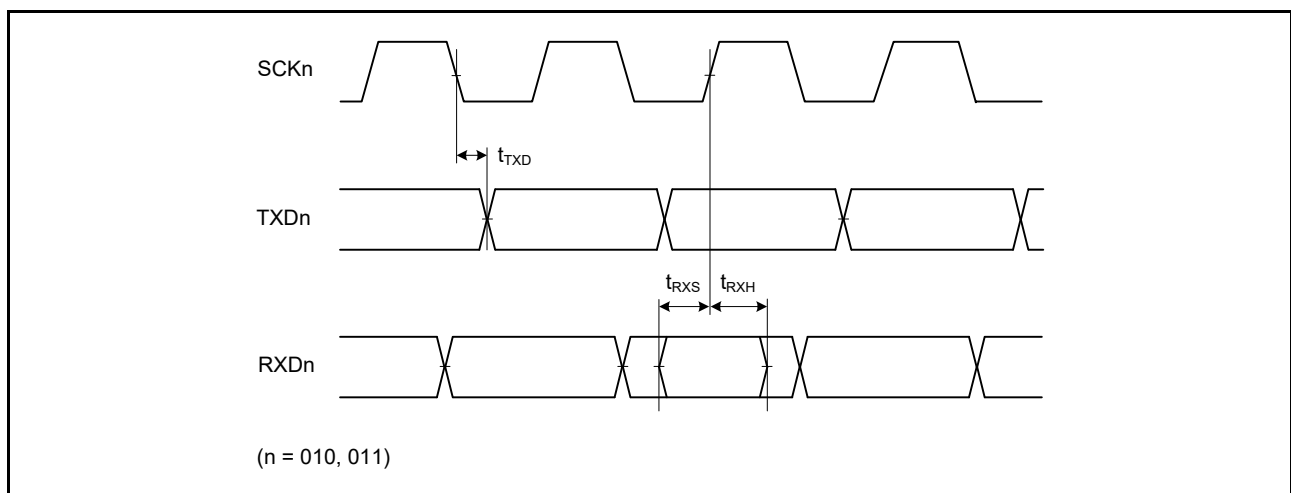 SCKn
tTXD
TXDn
tRXS tRXH
RXDn
(n = 010, 011)